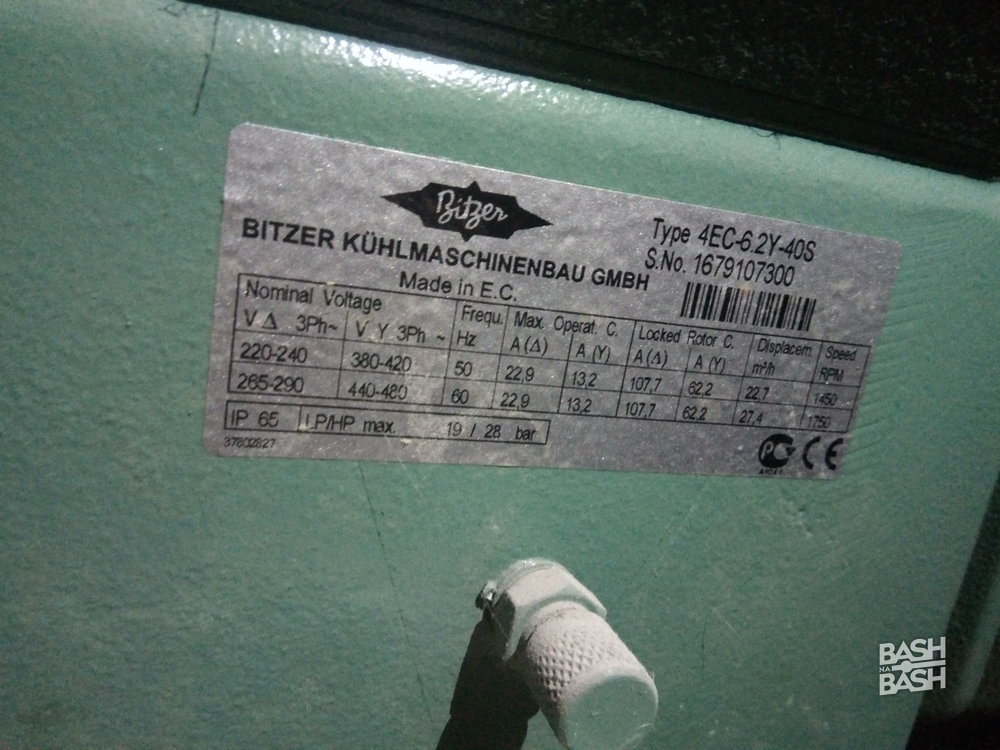 Bitzer
BITZER KÜHLMASCHINENBAU GMBH
Made in E.C.
Type 4EC-6.2Y-40S
S.No. 1679107300
Nominal Voltage Frequ. Max. Operat. C. Locked Rotor C. Displacem. Speed
V Δ 3Ph~ V Y 3Ph ~ Hz A (Δ) A (Y) A (Δ) A (Y) m³/h RPM
220-240 380-420 50 22,9 13,2 107,7 62,2 22,7 1450
265-290 440-480 60 22,9 13,2 107,7 62,2 27,4 1750
IP 65 LP/HP max. 19 / 28 bar
37802827
PC CE
BASH
NA
BASH